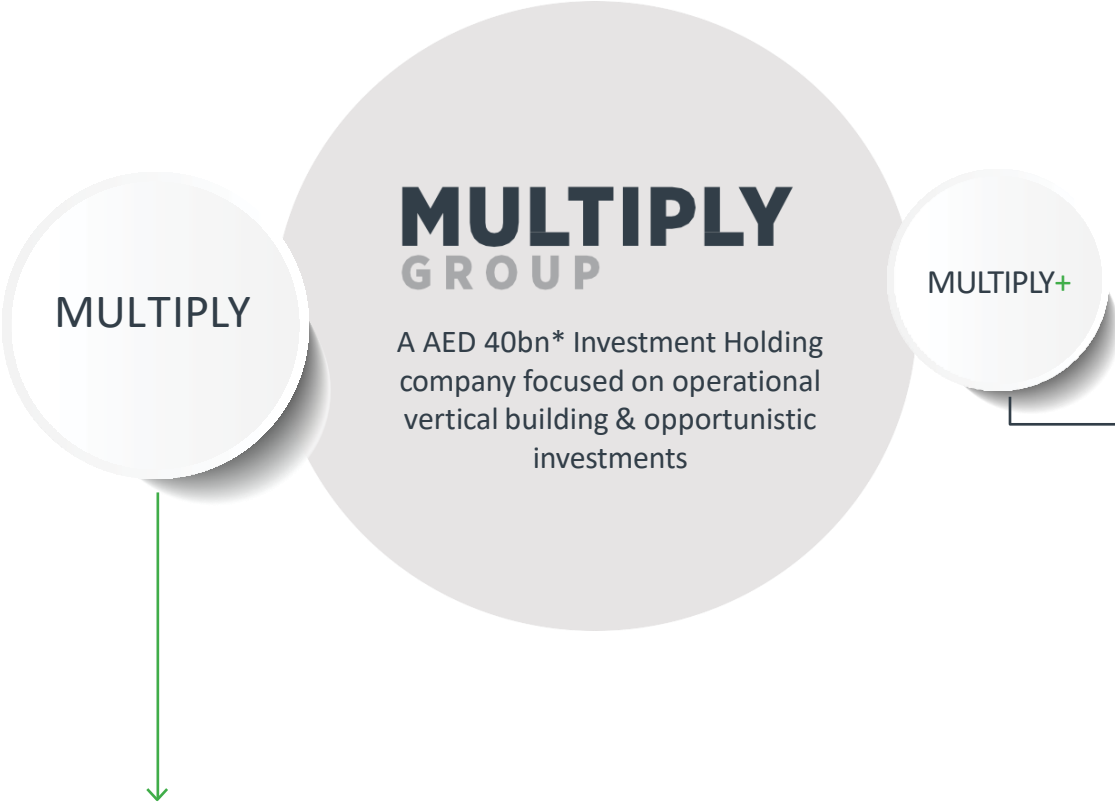 MULTIPLY
GROUP
A AED 40bn* Investment Holding
company focused on operational
vertical building & opportunistic
investments
MULTIPLY
MULTIPLY+